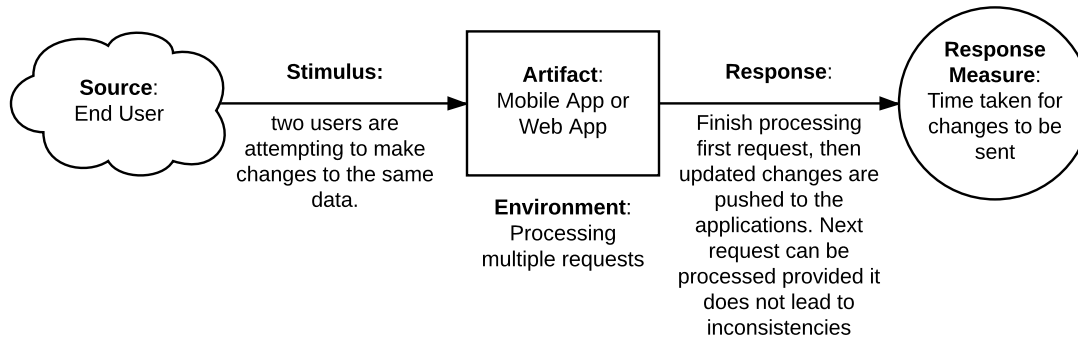 Source:
End User
Stimulus:
two users are
attempting to make
changes to the same
data.
Artifact:
Mobile App or
Web App
Environment:
Processing
multiple requests
Response:
Finish processing
first request, then
updated changes are
pushed to the
applications. Next
request can be
processed provided it
does not lead to
inconsistencies
Response
Measure:
Time taken for
changes to be
sent